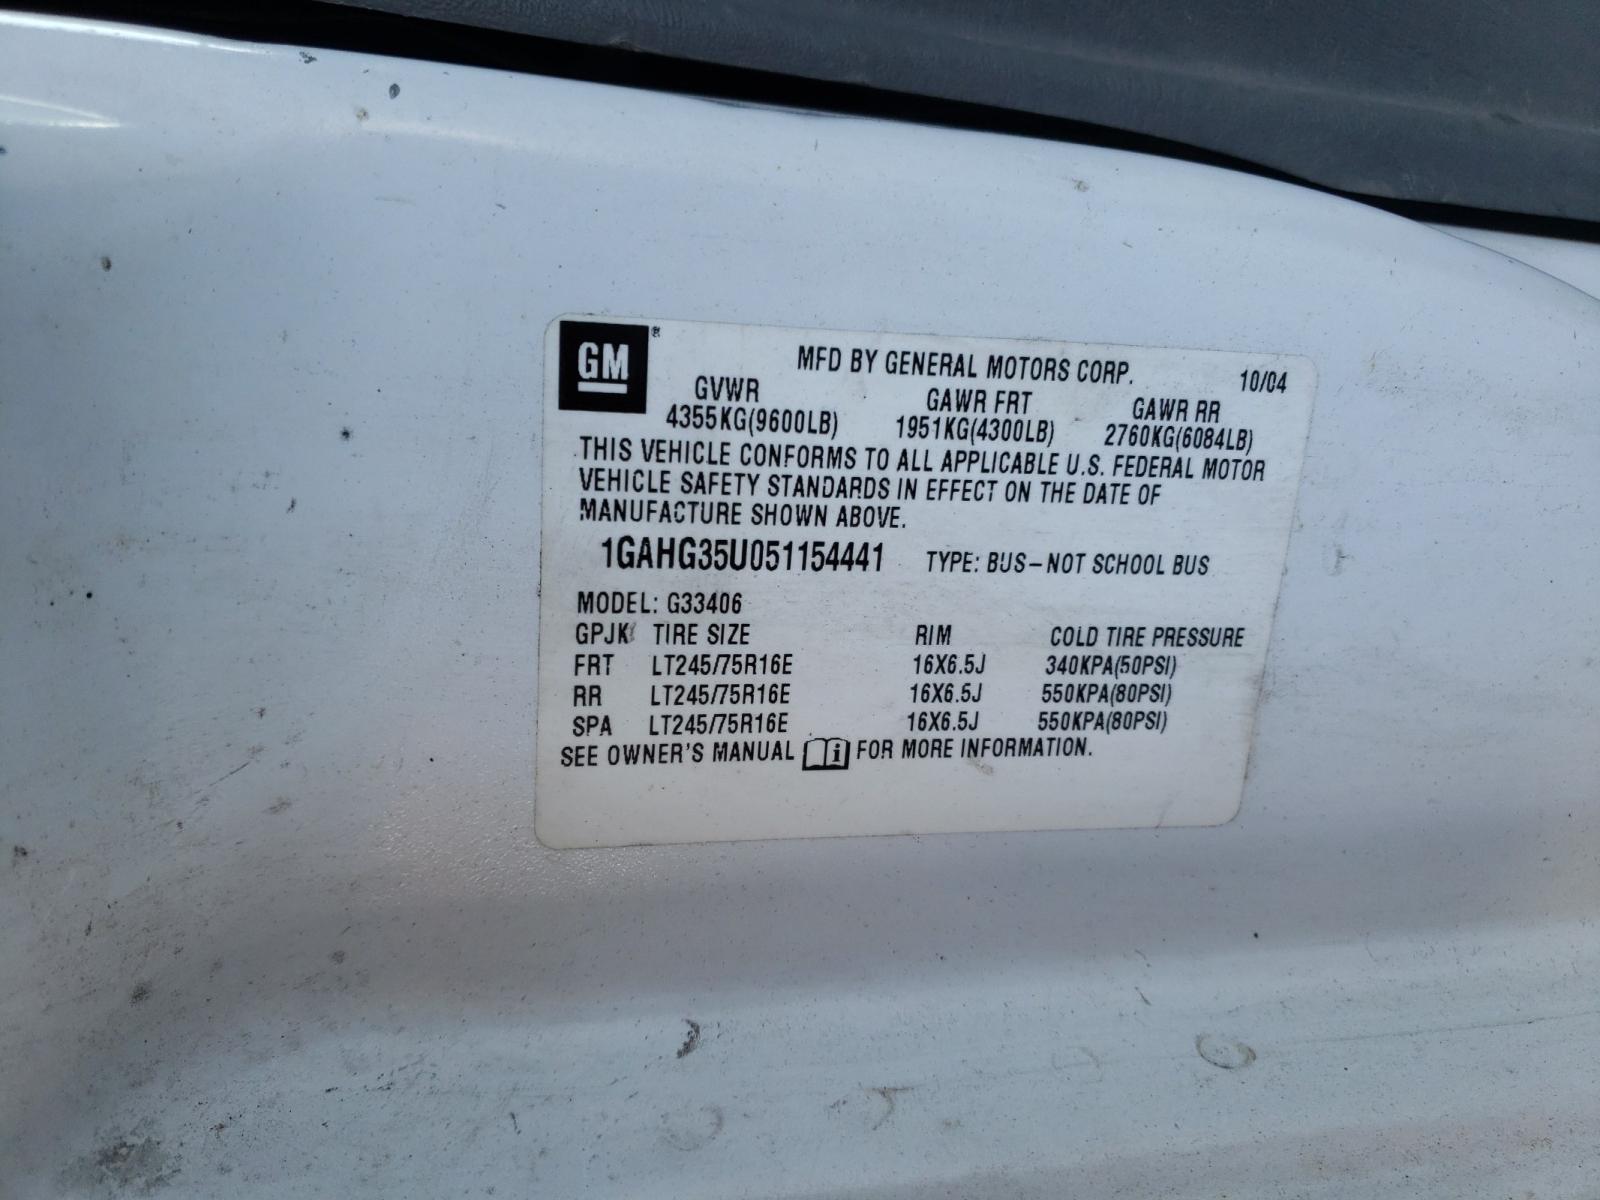 GM®
MFD BY GENERAL MOTORS CORP. 10/04
GVWR GAWR FRT GAWR RR
4355KG(9600LB) 1951KG(4300LB) 2760KG(6084LB)
THIS VEHICLE CONFORMS TO ALL APPLICABLE U.S. FEDERAL MOTOR
VEHICLE SAFETY STANDARDS IN EFFECT ON THE DATE OF
MANUFACTURE SHOWN ABOVE.
1GAHG35U051154441 TYPE: BUS-NOT SCHOOL BUS
MODEL: G33406
GPJK TIRE SIZE RIM COLD TIRE PRESSURE
FRT LT245/75R16E 16X6.5J 340KPA(50PSI)
RR LT245/75R16E 16X6.5J 550KPA(80PSI)
SPA LT245/75R16E 16X6.5J 550KPA(80PSI)
SEE OWNER'S MANUAL i FOR MORE INFORMATION.